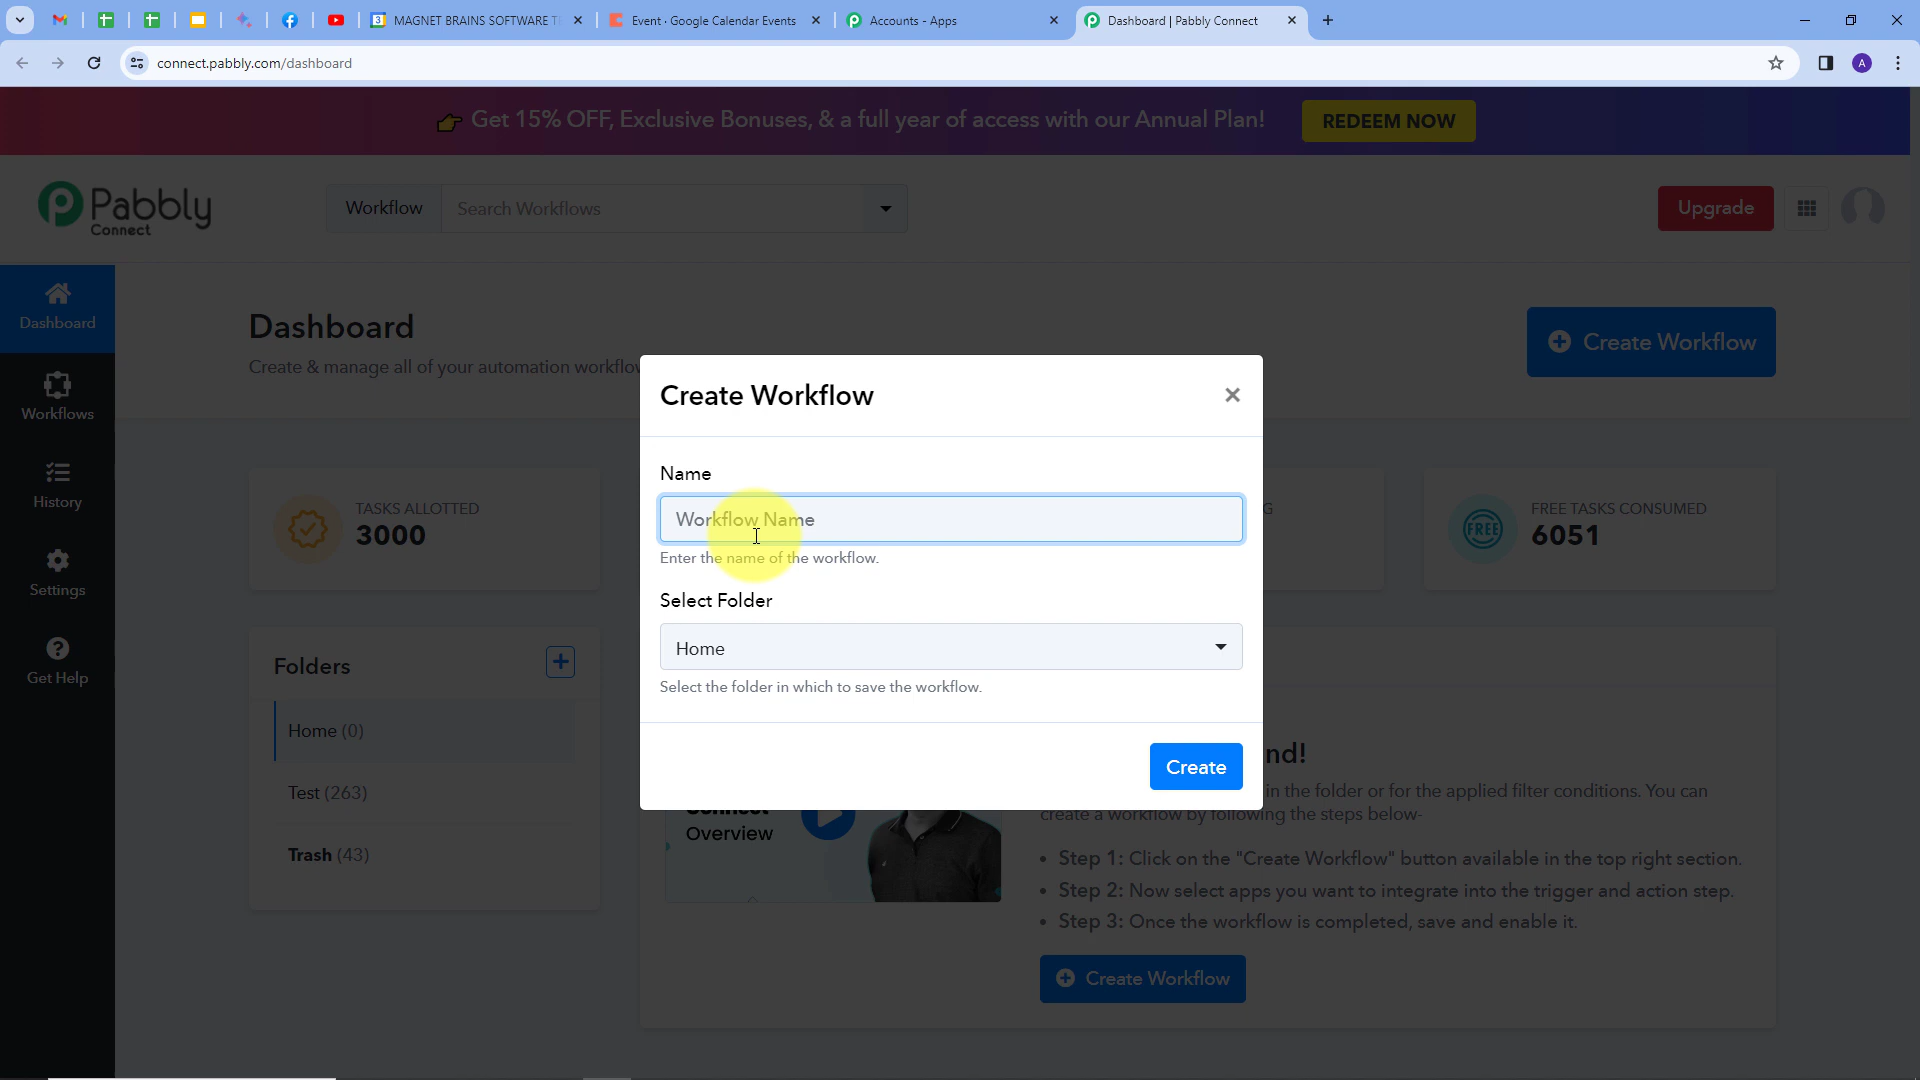 MAGNET BRAINS SOFTWARE TE
Event · Google Calendar Events
Accounts - Apps
Dashboard | Pabbly Connect
connect.pabbly.com/dashboard
A
Get 15% OFF, Exclusive Bonuses, & a full year of access with our Annual Plan!
REDEEM NOW
Pabbly
Connect
Workflow
Search Workflows
Upgrade
Dashboard
Workflows
History
Settings
Get Help
Dashboard
Create & manage all of your automation workflow
Create Workflow
TASKS ALLOTTED
3000
G
FREE
FREE TASKS CONSUMED
6051
Folders
Home (0)
Test (263)
Trash (43)
Create Workflow
Name
Workflow Name
Enter the name of the workflow.
Select Folder
Home
Select the folder in which to save the workflow.
Create
nd!
in the folder or for the applied filter conditions. You can
create a workflow by following the steps below-
Connect
Overview
• Step 1: Click on the "Create Workflow" button available in the top right section.
• Step 2: Now select apps you want to integrate into the trigger and action step.
• Step 3: Once the workflow is completed, save and enable it.
Create Workflow